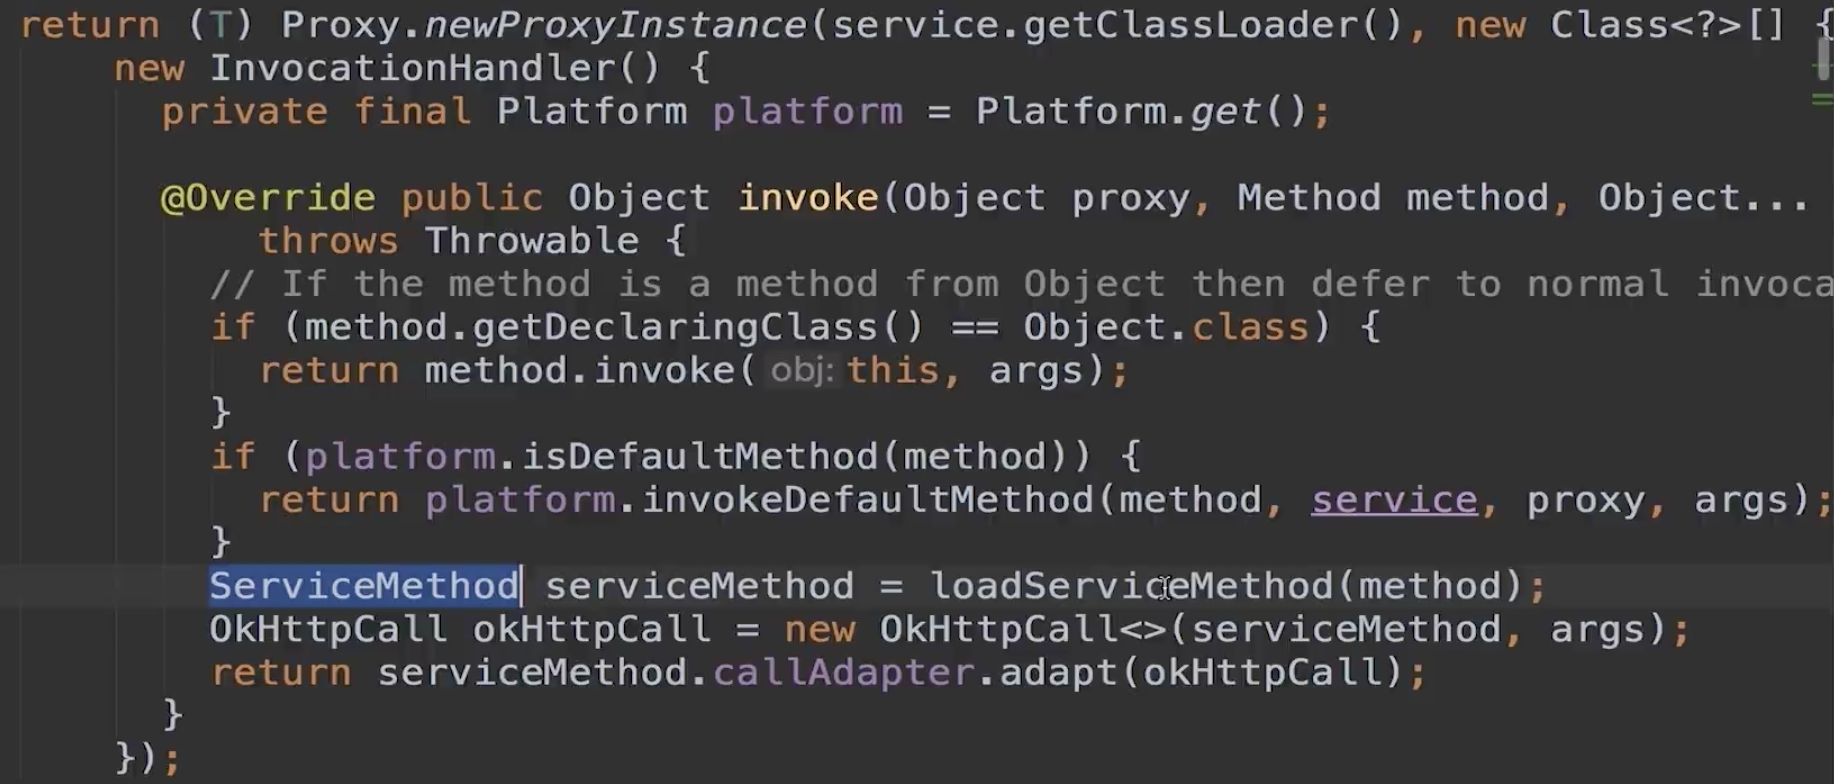 return (T) Proxy.newProxyInstance(service.getClassLoader(), new Class<?>[] {
new InvocationHandler() {
private final Platform platform = Platform.get();
@Override public Object invoke(Object proxy, Method method, Object...
throws Throwable {
// If the method is a method from Object then defer to normal invoca
if (method.getDeclaringClass() == Object.class) {
return method.invoke( obj: this, args);
}
if (platform.isDefaultMethod(method)) {
return platform.invokeDefaultMethod(method, service, proxy, args);
}
ServiceMethod serviceMethod = loadServiceMethod(method);
OkHttpCall okHttpCall = new OkHttpCall<>(serviceMethod, args);
return serviceMethod.callAdapter.adapt(okHttpCall);
}
});